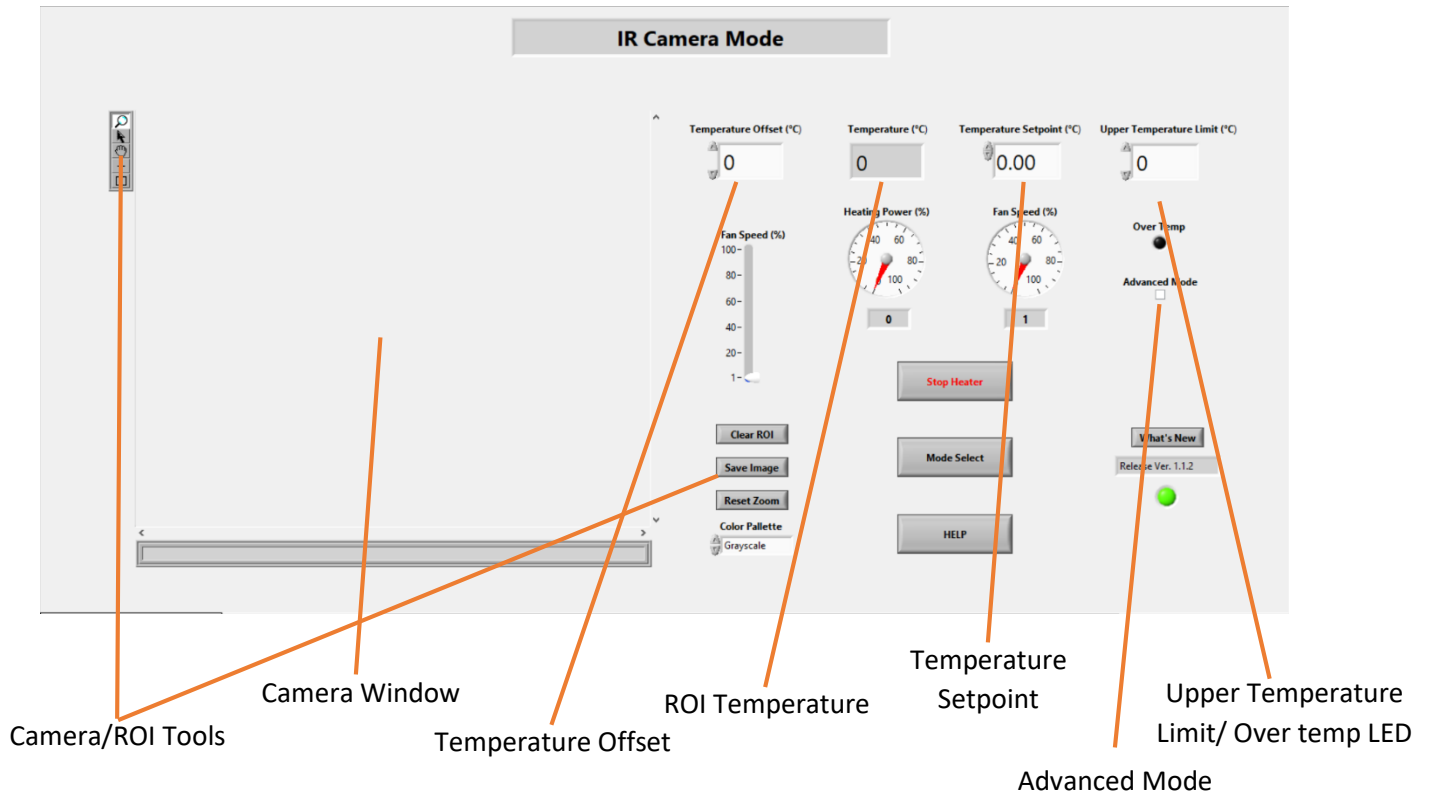 IR Camera Mode
Temperature Offset (°C)
Temperature (°C)
Temperature Setpoint (°C)
Upper Temperature Limit (°C)
0
0
0.00
0
Fan Speed (%)
100
80
60
40
20
1
Heating Power (%)
0
20
40
60
80
100
0
Fan Speed (%)
20
40
60
80
100
1
Over Temp
Advanced Mode
Stop Heater
Clear ROI
Save Image
Reset Zoom
Color Pallette
Grayscale
Mode Select
HELP
What's New
Release Ver. 1.1.2
Camera/ROI Tools
Camera Window
Temperature Offset
ROI Temperature
Temperature
Setpoint
Advanced Mode
Upper Temperature
Limit/ Over temp LED